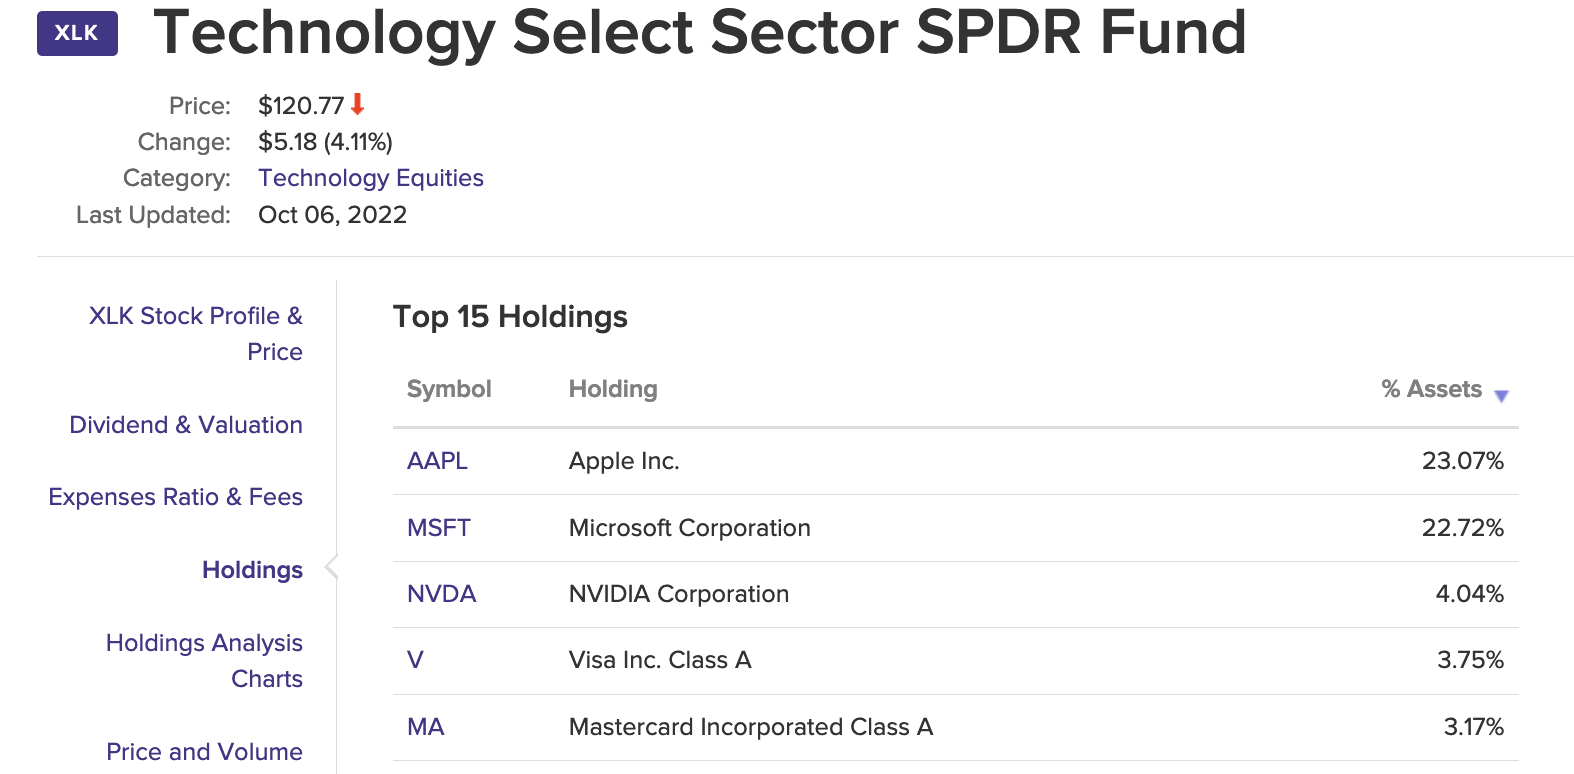 XLK Technology Select Sector SPDR Fund
Price: $120.77
Change: $5.18 (4.11%)
Category: Technology Equities
Last Updated: Oct 06, 2022
XLK Stock Profile &
Price
Dividend & Valuation
Expenses Ratio & Fees
Holdings
Holdings Analysis
Charts
Price and Volume
Top 15 Holdings
Symbol Holding % Assets
AAPL Apple Inc. 23.07%
MSFT Microsoft Corporation 22.72%
NVDA NVIDIA Corporation 4.04%
V Visa Inc. Class A 3.75%
MA Mastercard Incorporated Class A 3.17%